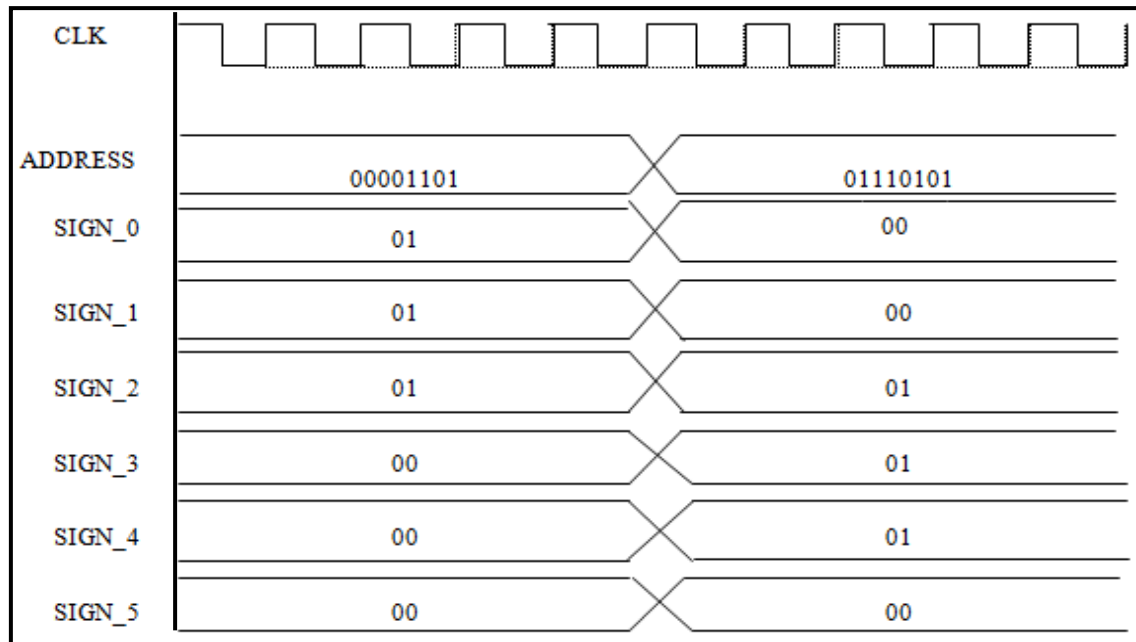 CLK
ADDRESS 00001101 01110101
SIGN_0 01 00
SIGN_1 01 00
SIGN_2 01 01
SIGN_3 00 01
SIGN_4 00 01
SIGN_5 00 00